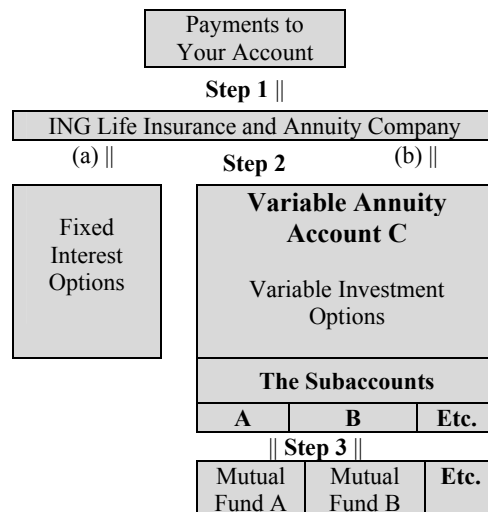 Payments to
Your Account
Step 1 ||
ING Life Insurance and Annuity Company
(a) || Step 2 (b) ||
Fixed
Interest
Options
Variable Annuity
Account C
Variable Investment
Options
The Subaccounts
A B Etc.
|| Step 3 ||
Mutual
Fund A
Mutual
Fund B
Etc.